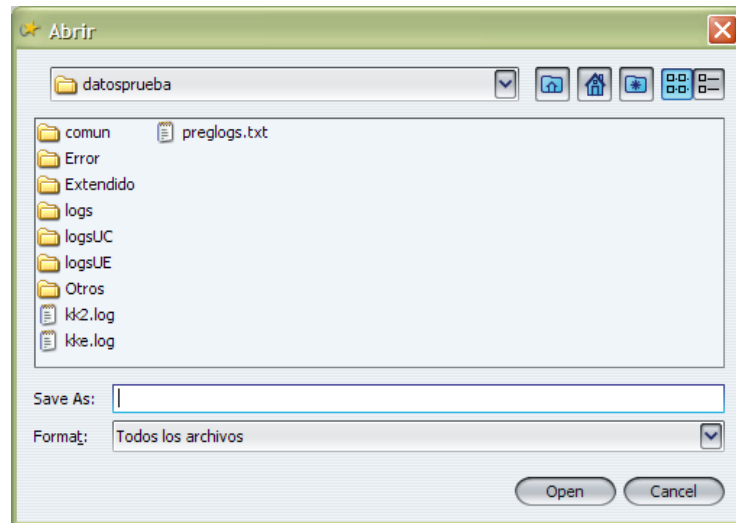 Abrir
datosprueba
comun preglogs.txt
Error
Extendido
logs
logsUC
logsUE
Otros
kk2.log
kke.log
Save As:
Format: Todos los archivos
Open Cancel